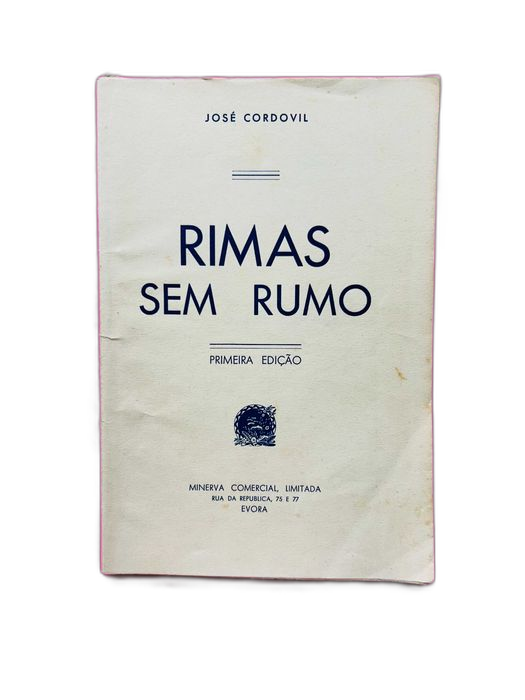 JOSÉ CORDOVIL
RIMAS
SEM RUMO
PRIMEIRA EDIÇÃO
MINERVA COMERCIAL, LIMITADA
RUA DA REPUBLICA, 75 E 77
EVORA